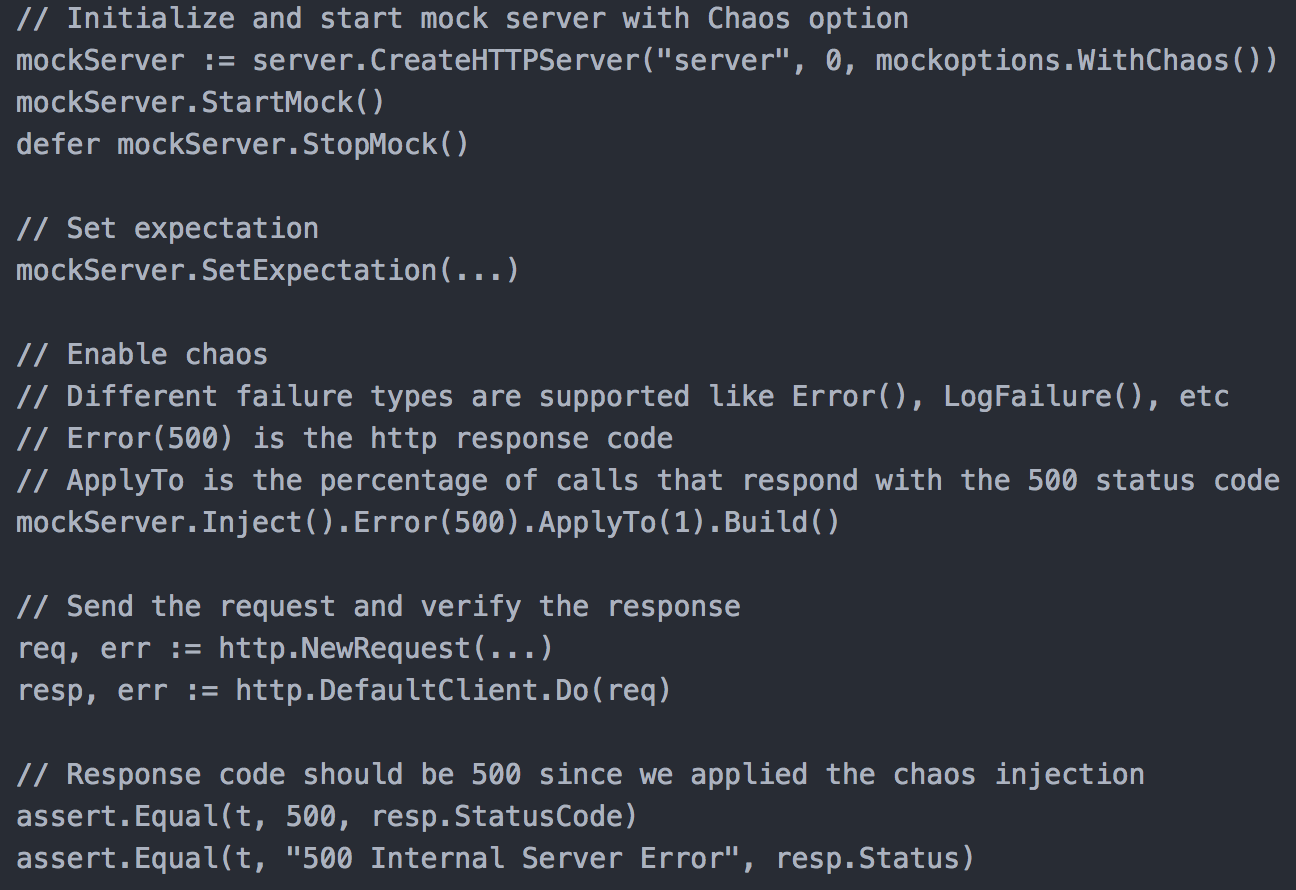 // Initialize and start mock server with Chaos option
mockServer := server.CreateHTTPServer("server", 0, mockoptions.WithChaos())
mockServer.StartMock()
defer mockServer.StopMock()

// Set expectation
mockServer.SetExpectation(...)

// Enable chaos
// Different failure types are supported like Error(), LogFailure(), etc
// Error(500) is the http response code
// ApplyTo is the percentage of calls that respond with the 500 status code
mockServer.Inject().Error(500).ApplyTo(1).Build()

// Send the request and verify the response
req, err := http.NewRequest(...)
resp, err := http.DefaultClient.Do(req)

// Response code should be 500 since we applied the chaos injection
assert.Equal(t, 500, resp.StatusCode)
assert.Equal(t, "500 Internal Server Error", resp.Status)